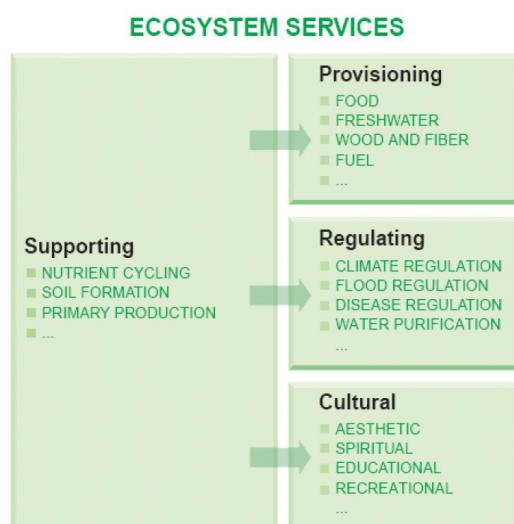 ECOSYSTEM SERVICES
Supporting
NUTRIENT CYCLING
SOIL FORMATION
PRIMARY PRODUCTION
...
Provisioning
FOOD
FRESHWATER
WOOD AND FIBER
FUEL
...
Regulating
CLIMATE REGULATION
FLOOD REGULATION
DISEASE REGULATION
WATER PURIFICATION
...
Cultural
AESTHETIC
SPIRITUAL
EDUCATIONAL
RECREATIONAL
...